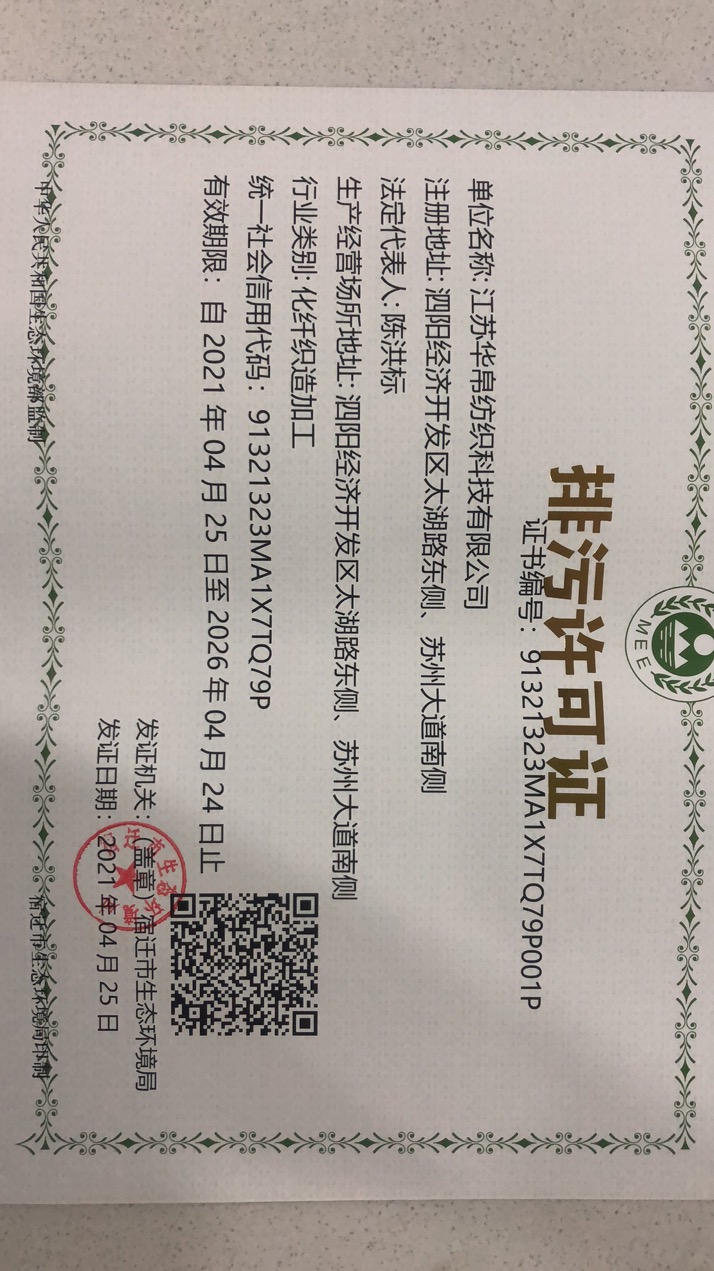 MEE
排污许可证
证书编号：91321323MA1X7TQ79P001P
单位名称：江苏华帛纺织科技有限公司
注册地址：泗阳经济开发区太湖路东侧、苏州大道南侧
法定代表人：陈洪标
生产经营场所地址：泗阳经济开发区太湖路东侧、苏州大道南侧
行业类别：化纤织造加工
统一社会信用代码：91321323MA1X7TQ79P
有效期限：自2021年04月25日至2026年04月24日止
发证机关：（盖章）宿迁市生态环境局
发证日期：2021年04月25日
中华人民共和国生态环境部监制
宿迁市生态环境局印制